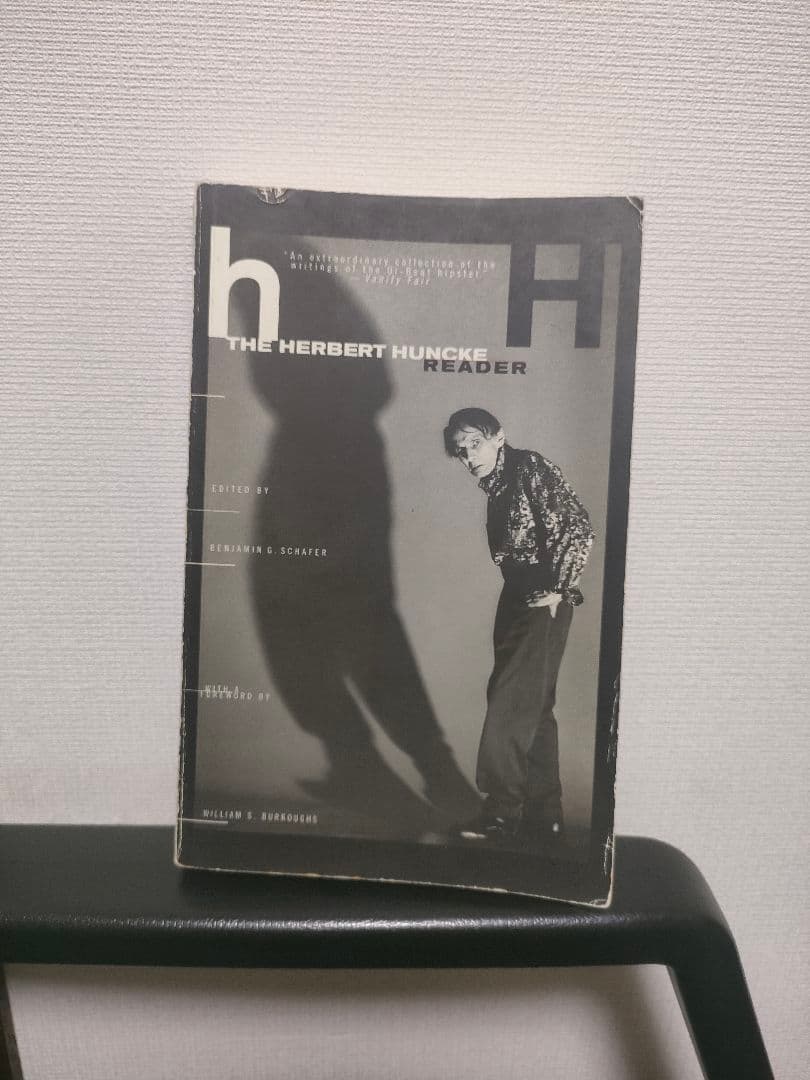 h
H
"An extraordinary collection of the
writings of the Ur-Beat hipster."
— Vanity Fair
THE HERBERT HUNCKE
READER
EDITED BY
BENJAMIN G. SCHAFER
WITH A
FOREWORD BY
WILLIAM S. BURROUGHS